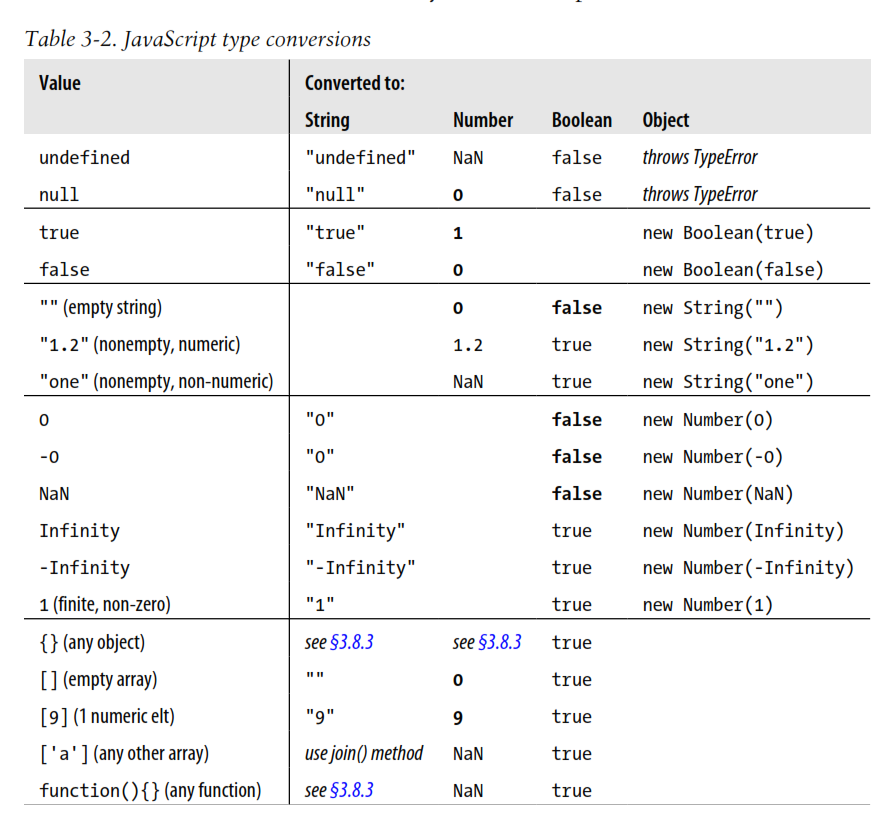 Table 3-2. JavaScript type conversions
Value Converted to:
String Number Boolean Object
undefined "undefined" NaN false throws TypeError
null "null" 0 false throws TypeError
true "true" 1 new Boolean(true)
false "false" 0 new Boolean(false)
"" (empty string) 0 false new String("")
"1.2" (nonempty, numeric) 1.2 true new String("1.2")
"one" (nonempty, non-numeric) NaN true new String("one")
0 "0" false new Number(0)
-0 "0" false new Number(-0)
NaN "NaN" false new Number(NaN)
Infinity "Infinity" true new Number(Infinity)
-Infinity "-Infinity" true new Number(-Infinity)
1 (finite, non-zero) "1" true new Number(1)
{} (any object) see §3.8.3 see §3.8.3 true
[] (empty array) "" 0 true
[9] (1 numeric elt) "9" 9 true
['a'] (any other array) use join() method NaN true
function(){} (any function) see §3.8.3 NaN true